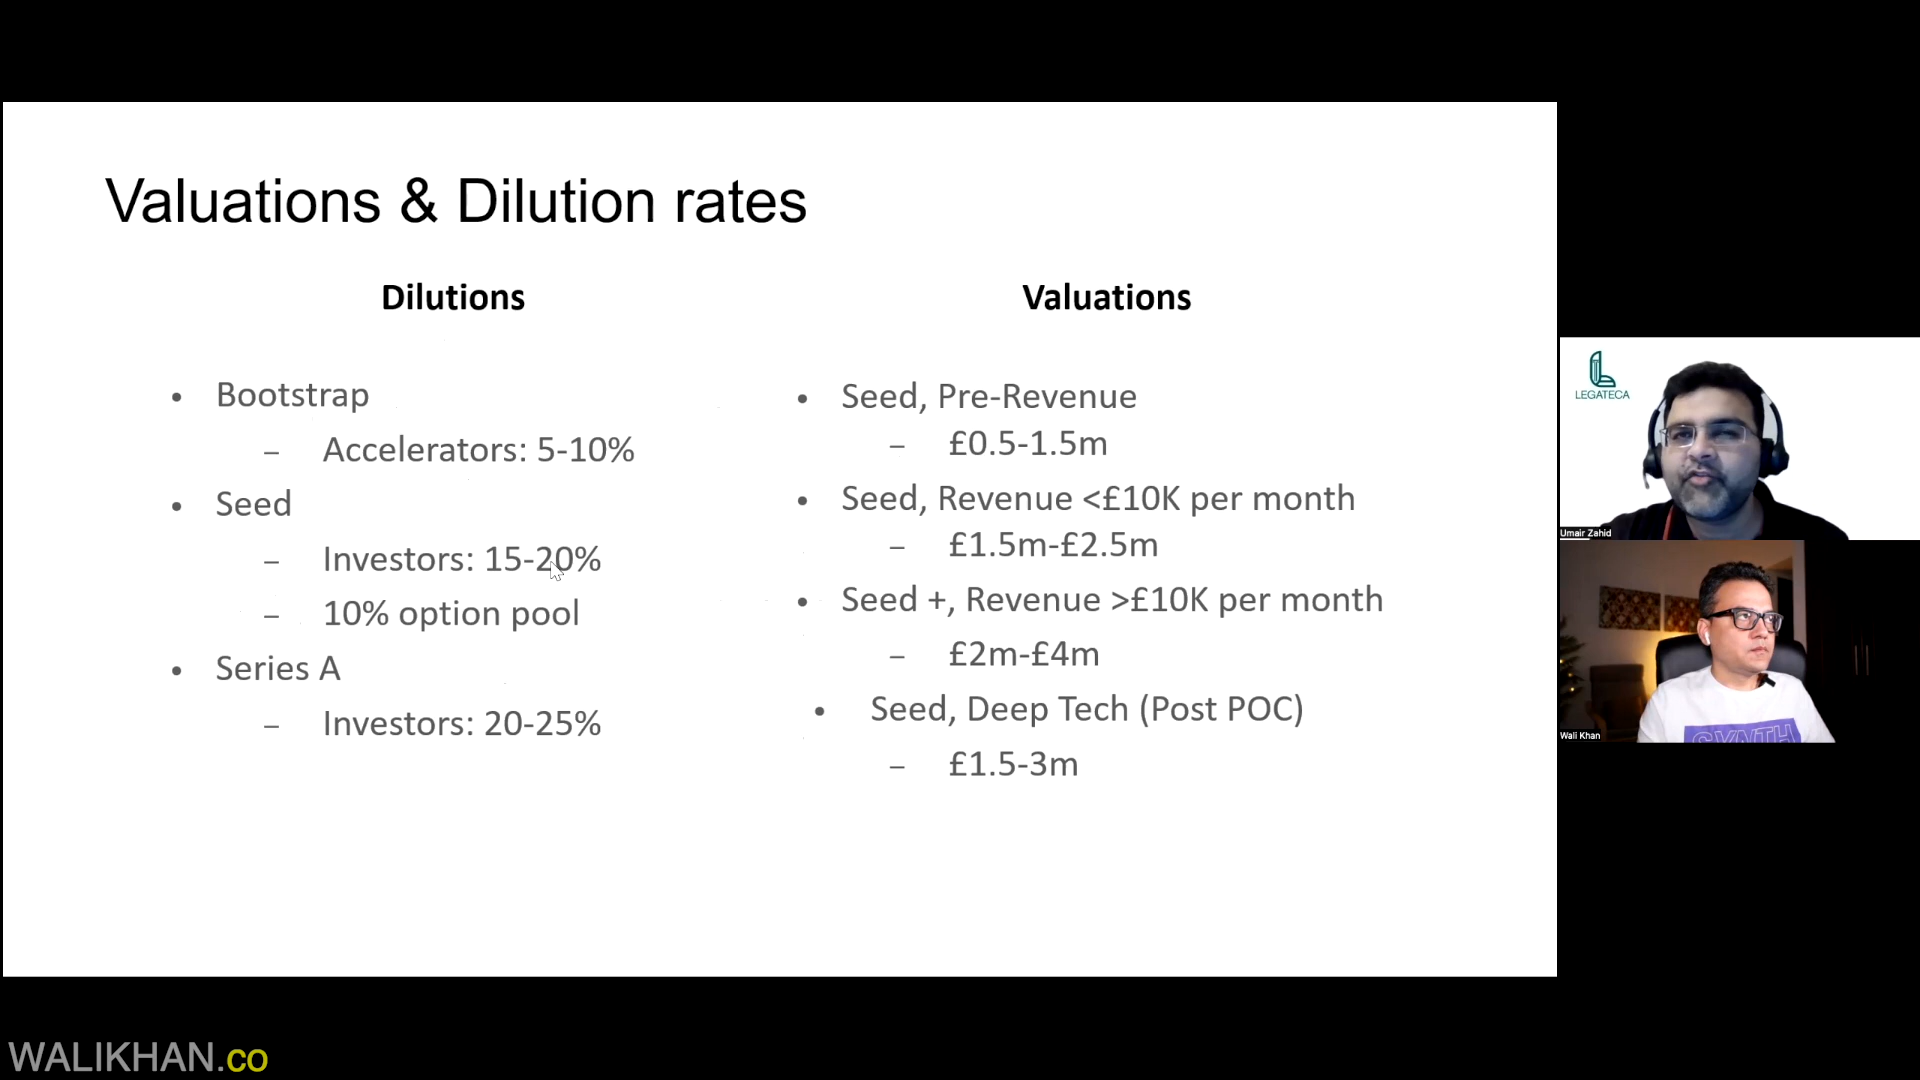 Valuations & Dilution rates
Dilutions
• Bootstrap
– Accelerators: 5-10%
• Seed
– Investors: 15-20%
– 10% option pool
• Series A
– Investors: 20-25%
Valuations
• Seed, Pre-Revenue
– £0.5-1.5m
• Seed, Revenue <£10K per month
– £1.5m-£2.5m
• Seed +, Revenue >£10K per month
– £2m-£4m
• Seed, Deep Tech (Post POC)
– £1.5-3m
LEGATECA
Umair Zahid
SYNTH
Wali Khan
WALIKHAN.co